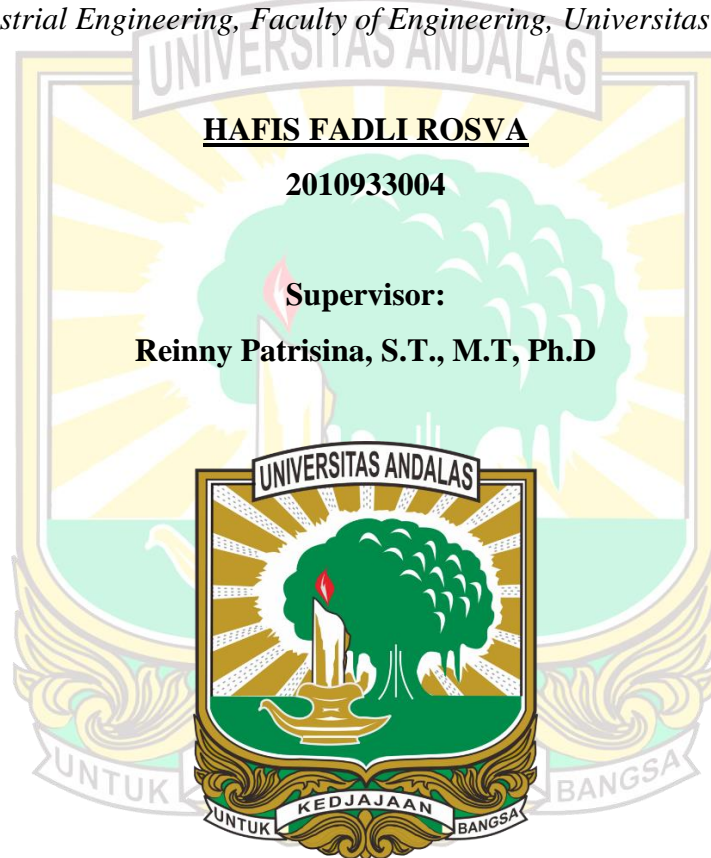 strial Engineering, Faculty of Engineering, Universitas
UNIVERSITAS ANDALAS
HAFIS FADLI ROSVA
2010933004
Supervisor:
Reinny Patrisina, S.T., M.T, Ph.D
UNIVERSITAS ANDALAS
UNTUK BANGSA
UNTUK KEDJAJAAN BANGSA